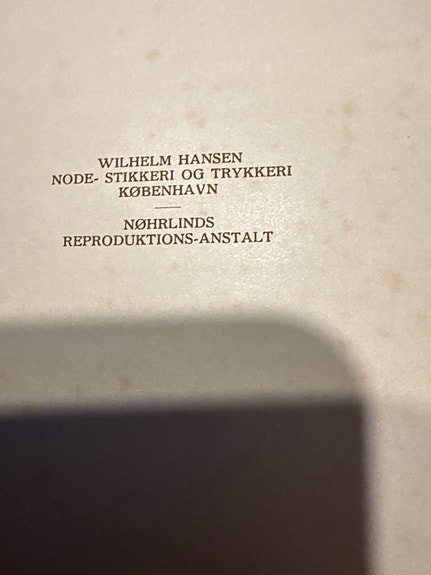 WILHELM HANSEN
NODE- STIKKERI OG TRYKKERI
KØBENHAVN
NØHRLINDS
REPRODUKTIONS-ANSTALT